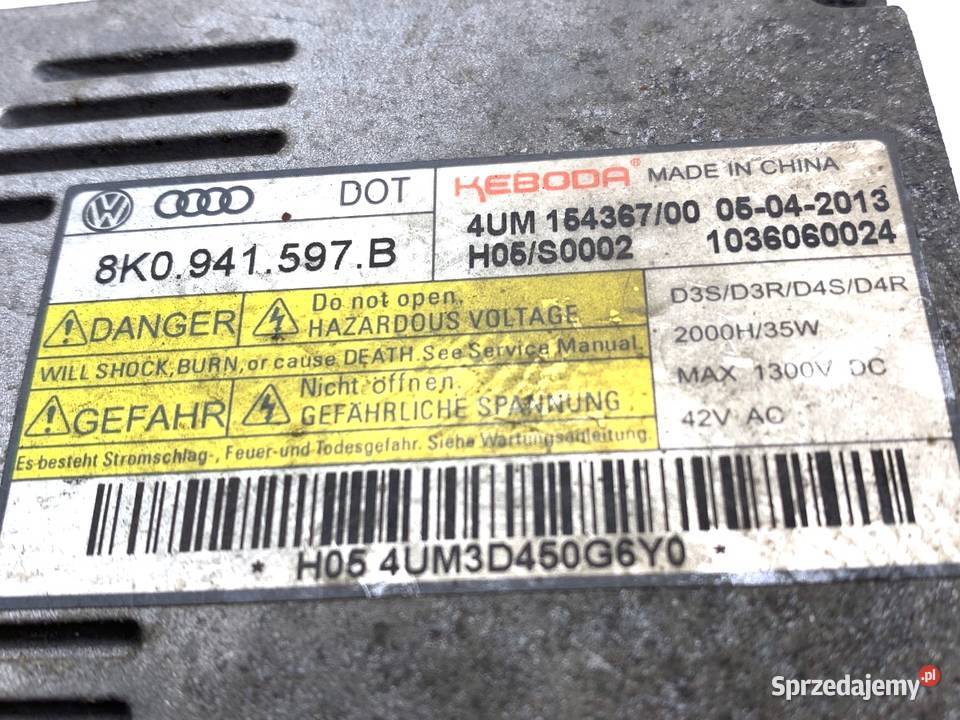 DOT
8K0.941.597.B
KEBODA® MADE IN CHINA
4UM 154367/00 05-04-2013
H05/S0002 1036060024
DANGER
Do not open.
HAZARDOUS VOLTAGE
WILL SHOCK, BURN, or cause DEATH. See Service Manual.
GEFAHR
Nicht öffnen.
GEFÄHRLICHE SPANNUNG
Es besteht Stromschlag-, Feuer-und Todesgefahr. Siehe Wartungsanleitung.
D3S/D3R/D4S/D4R
2000H/35W
MAX 1300V DC
42V AC
* H05 4UM3D450G6Y0 *
Sprzedajemy.pl